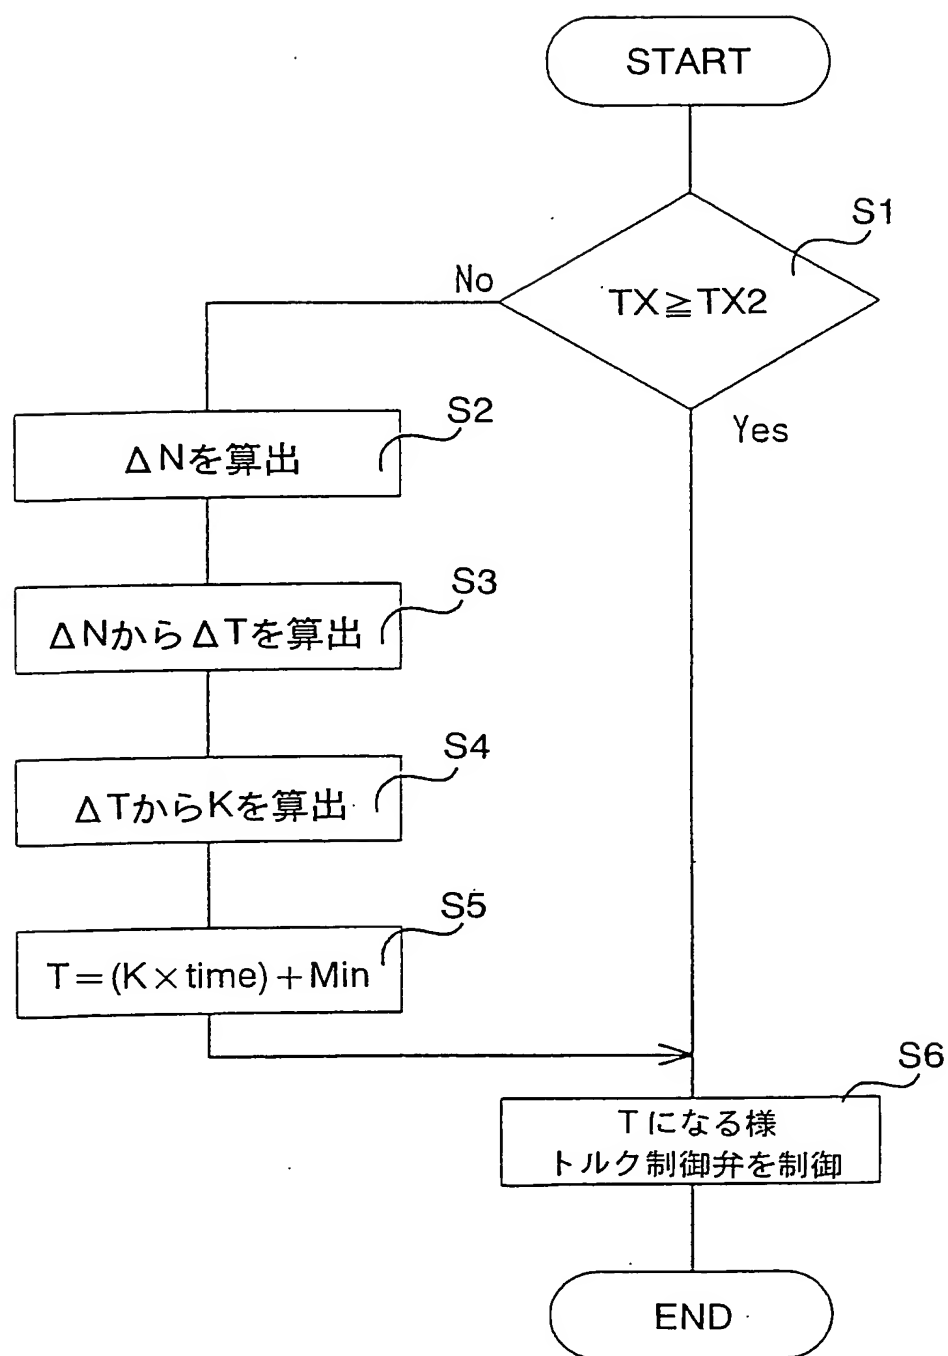 START
S1
No
TX≧TX2
Yes
S2
ΔNを算出
S3
ΔNからΔTを算出
S4
ΔTからKを算出
S5
T=(K×time)+Min
S6
Tになる様
トルク制御弁を制御
END